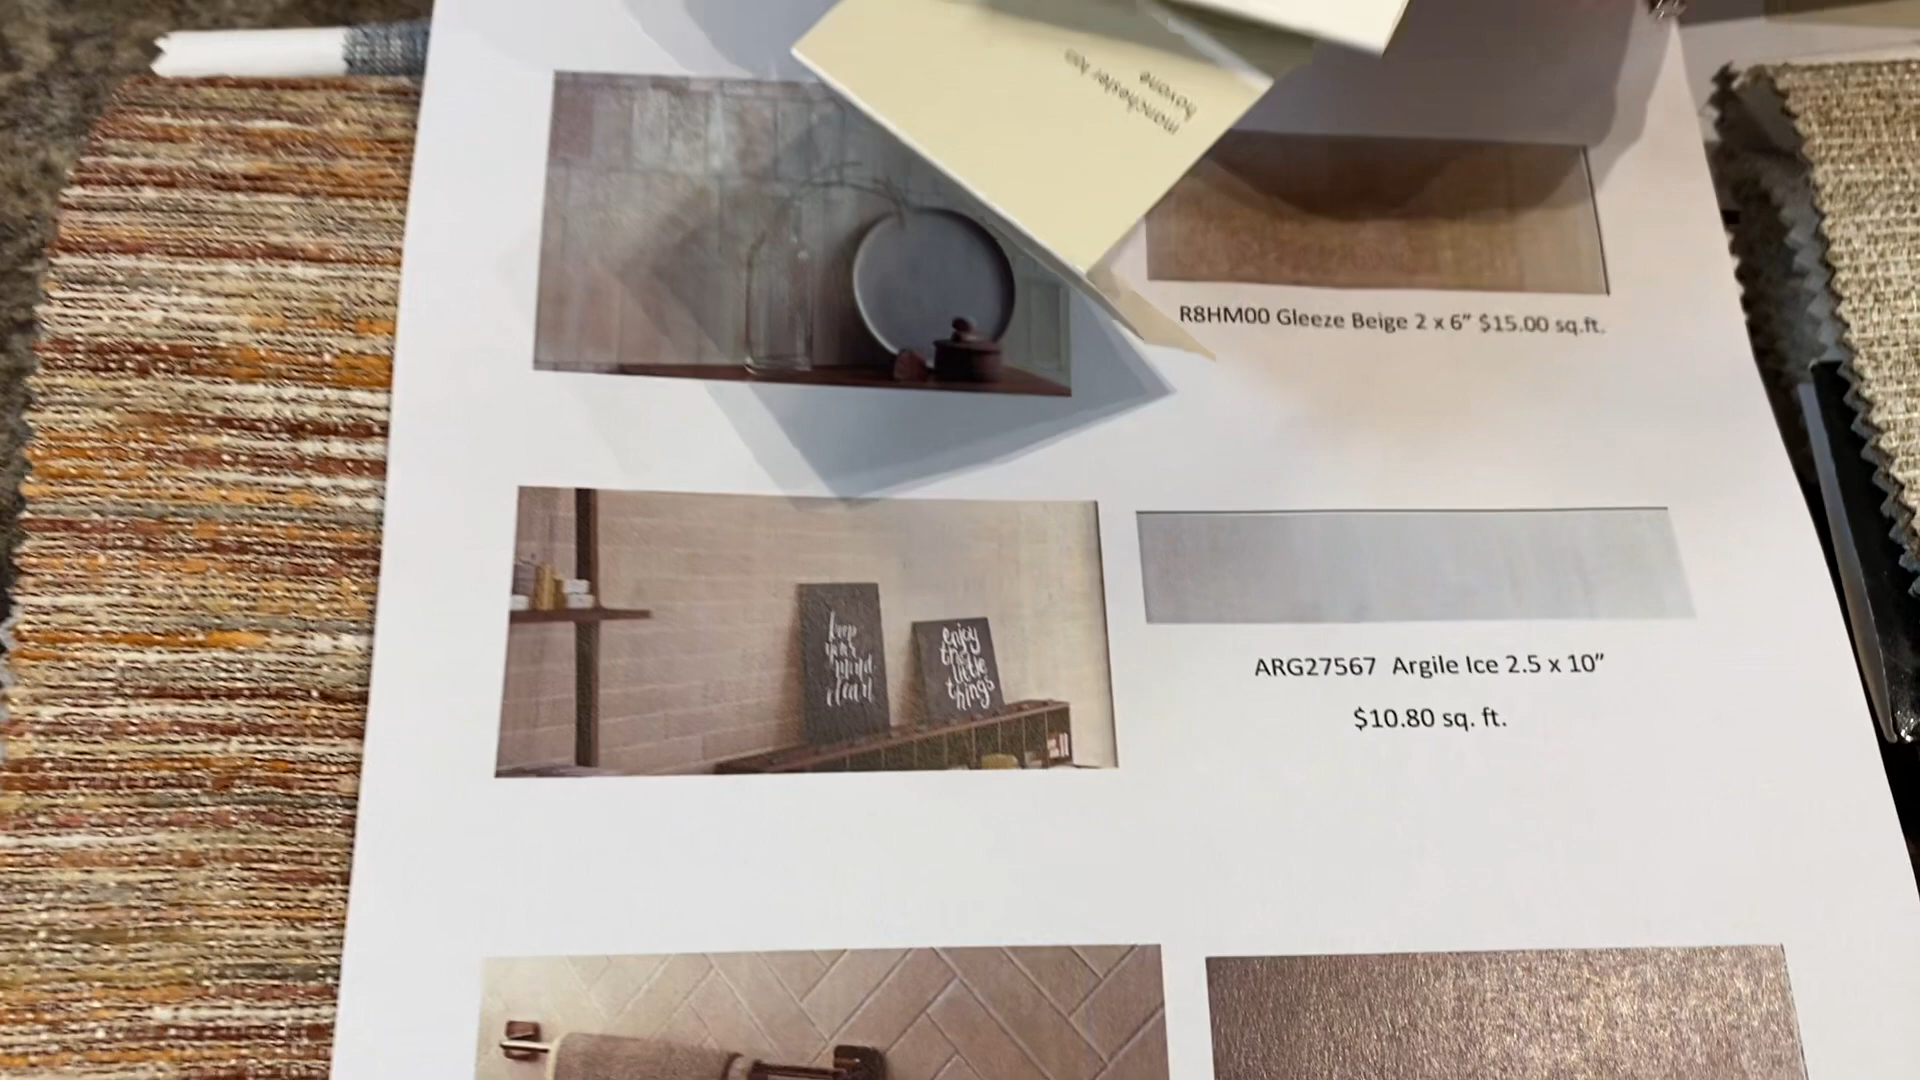 manchester tan
R8HM00 Gleeze Beige 2 x 6” $15.00 sq.ft.
keep
your
mind
clear
enjoy
the
little
things
ARG27567 Argile Ice 2.5 x 10”
$10.80 sq. ft.